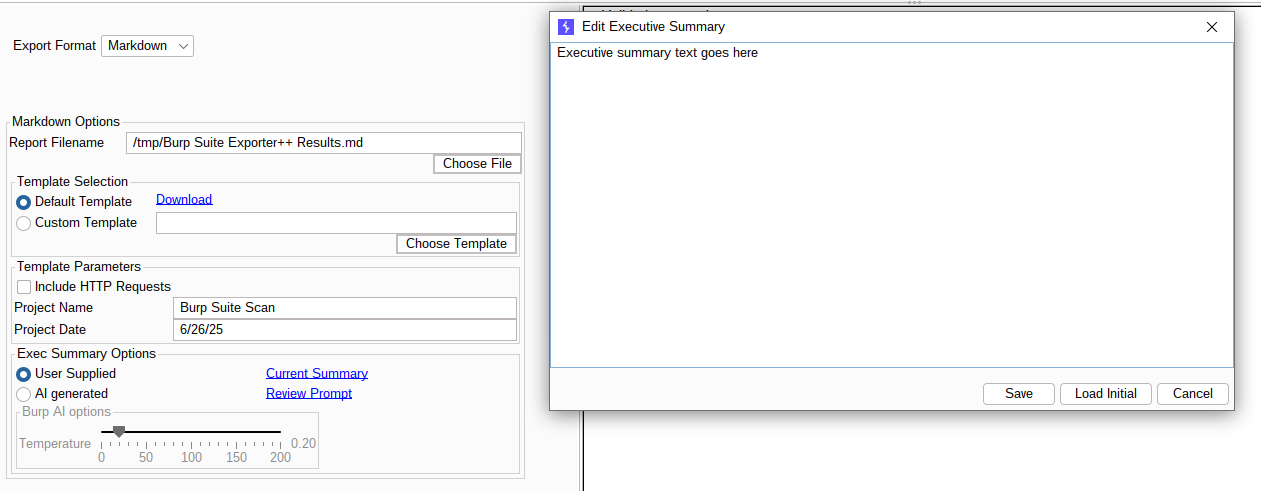 Export Format Markdown
Markdown Options
Report Filename /tmp/Burp Suite Exporter++ Results.md
Choose File
Template Selection
Default Template Download
Custom Template
Choose Template
Template Parameters
Include HTTP Requests
Project Name Burp Suite Scan
Project Date 6/26/25
Exec Summary Options
User Supplied Current Summary
AI generated Review Prompt
Burp AI options
Temperature 0.20
0 50 100 150 200
Edit Executive Summary
Executive summary text goes here
Save Load Initial Cancel